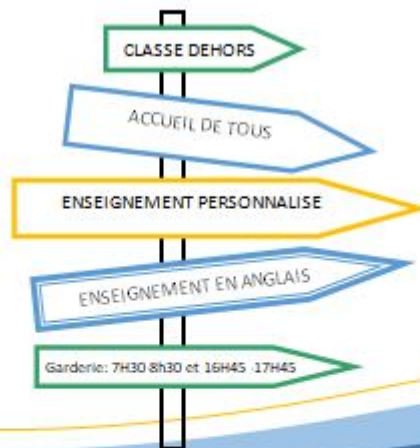 CLASSE DEHORS
ACCUEIL DE TOUS
ENSEIGNEMENT PERSONNALISE
ENSEIGNEMENT EN ANGLAIS
Garderie: 7H30-8h30 et 16H45 -17H45